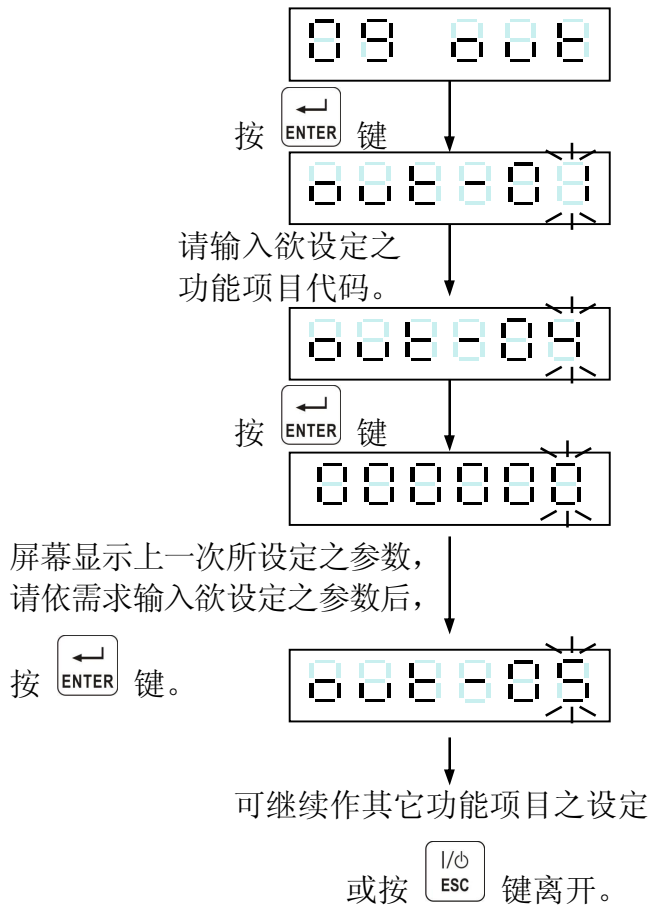 09 out
按 ENTER 键
out-01
请输入欲设定之
功能项目代码。
out-04
按 ENTER 键
000000
屏幕显示上一次所设定之参数，
请依需求输入欲设定之参数后，
按 ENTER 键。
out-05
可继续作其它功能项目之设定
或按 I/⏻ ESC 键离开。